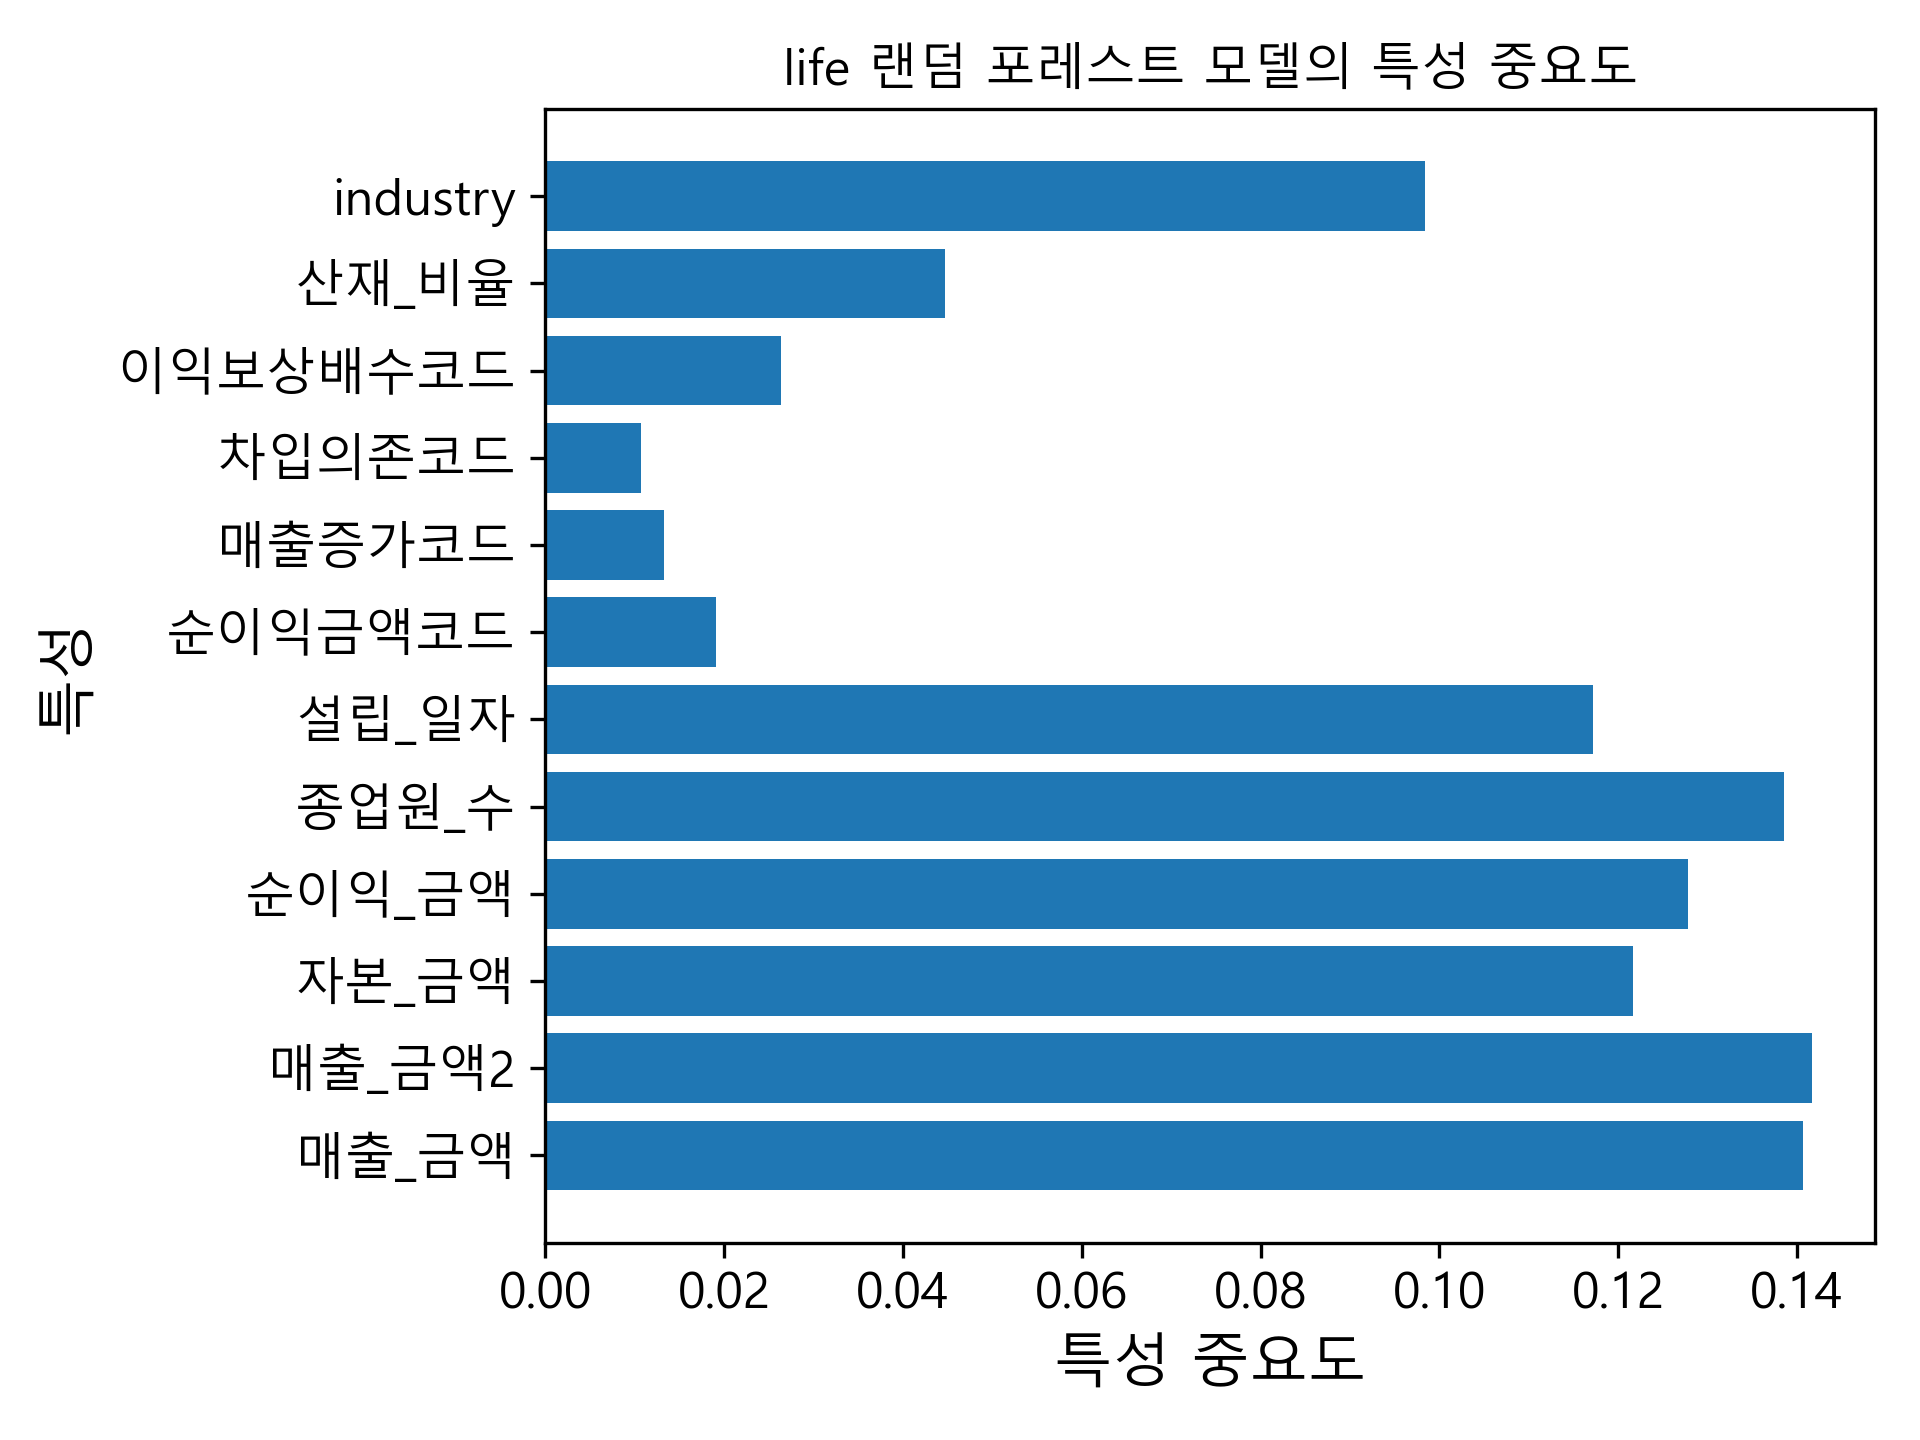 life 랜덤 포레스트 모델의 특성 중요도
industry
산재_비율
이익보상배수코드
차입의존코드
매출증가코드
순이익금액코드
설립_일자
종업원_수
순이익_금액
자본_금액
매출_금액2
매출_금액
특성
0.00 0.02 0.04 0.06 0.08 0.10 0.12 0.14
특성 중요도